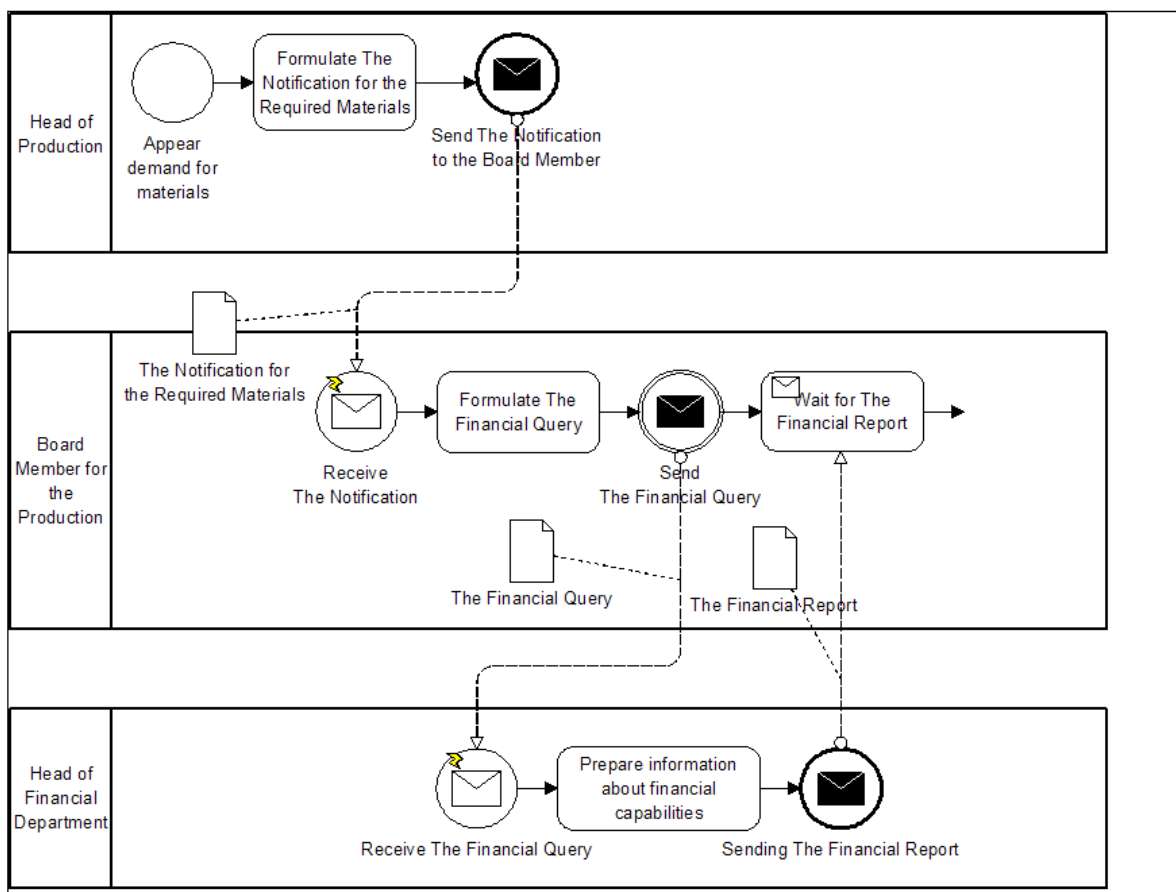 Head of
Production
Appear
demand for
materials
Formulate The
Notification for the
Required Materials
Send The Notification
to the Board Member
The Notification for
the Required Materials
Board
Member for
the
Production
Receive
The Notification
Formulate The
Financial Query
Send
The Financial Query
Wait for The
Financial Report
The Financial Query
The Financial Report
Head of
Financial
Department
Receive The Financial Query
Prepare information
about financial
capabilities
Sending The Financial Report